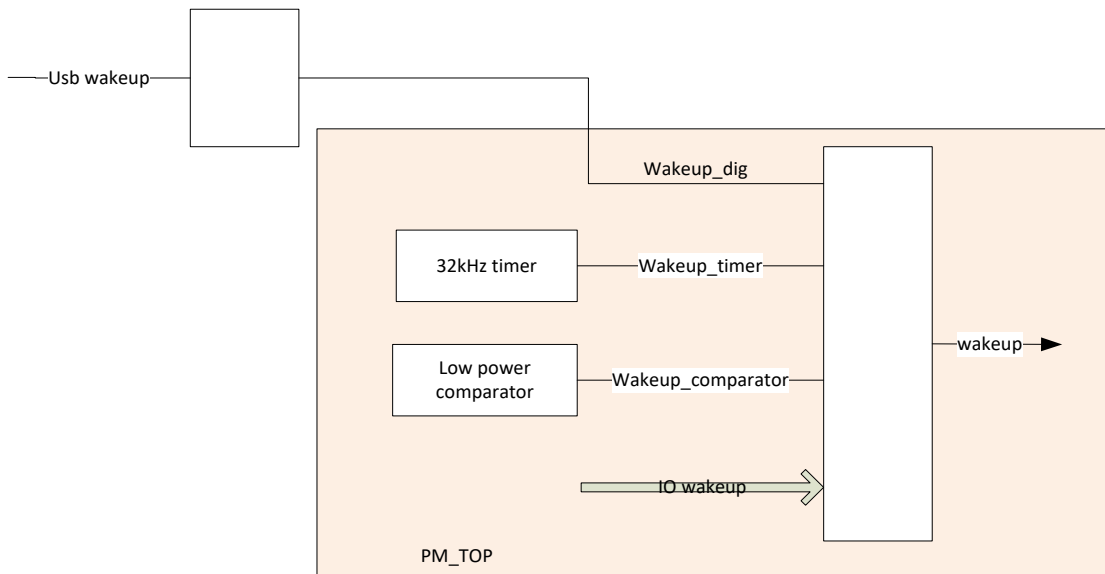 Usb wakeup
Wakeup_dig
32kHz timer
Wakeup_timer
wakeup
Low power
comparator
Wakeup_comparator
IO wakeup
PM_TOP